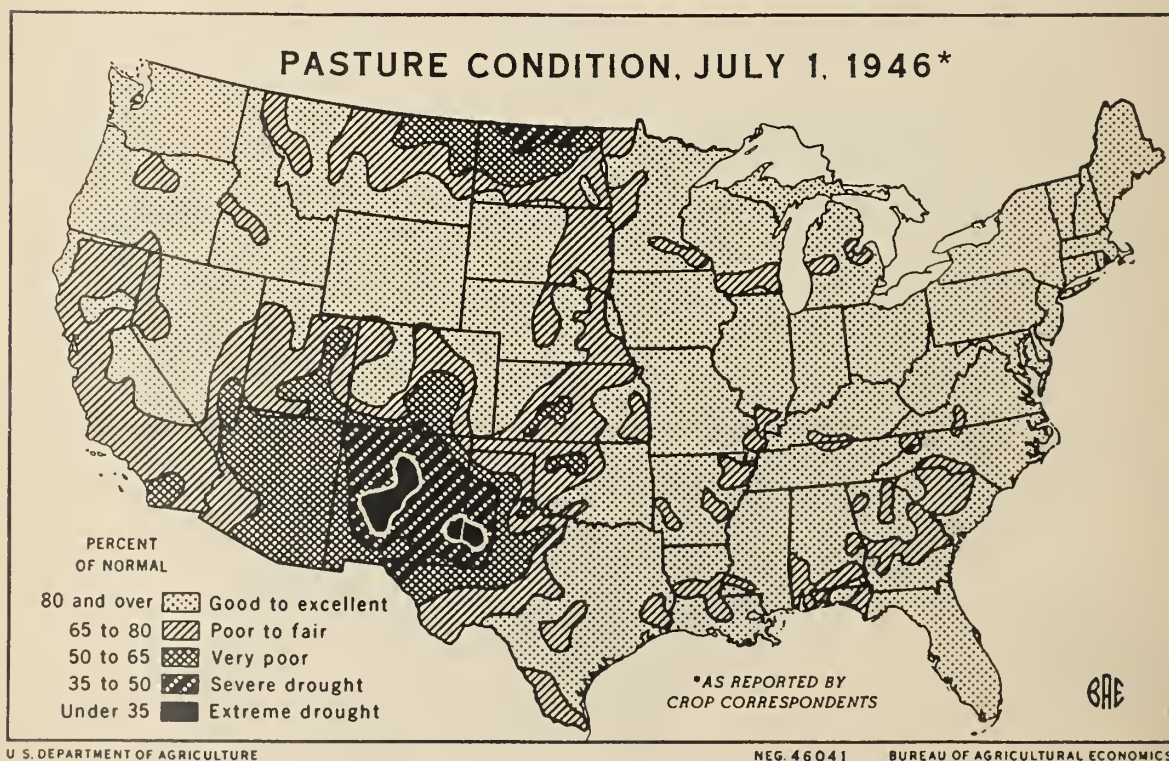 PASTURE CONDITION, JULY 1, 1946*
PERCENT
OF NORMAL
80 and over Good to excellent
65 to 80 Poor to fair
50 to 65 Very poor
35 to 50 Severe drought
Under 35 Extreme drought
*AS REPORTED BY
CROP CORRESPONDENTS
BAE
U. S. DEPARTMENT OF AGRICULTURE NEG. 46041 BUREAU OF AGRICULTURAL ECONOMICS